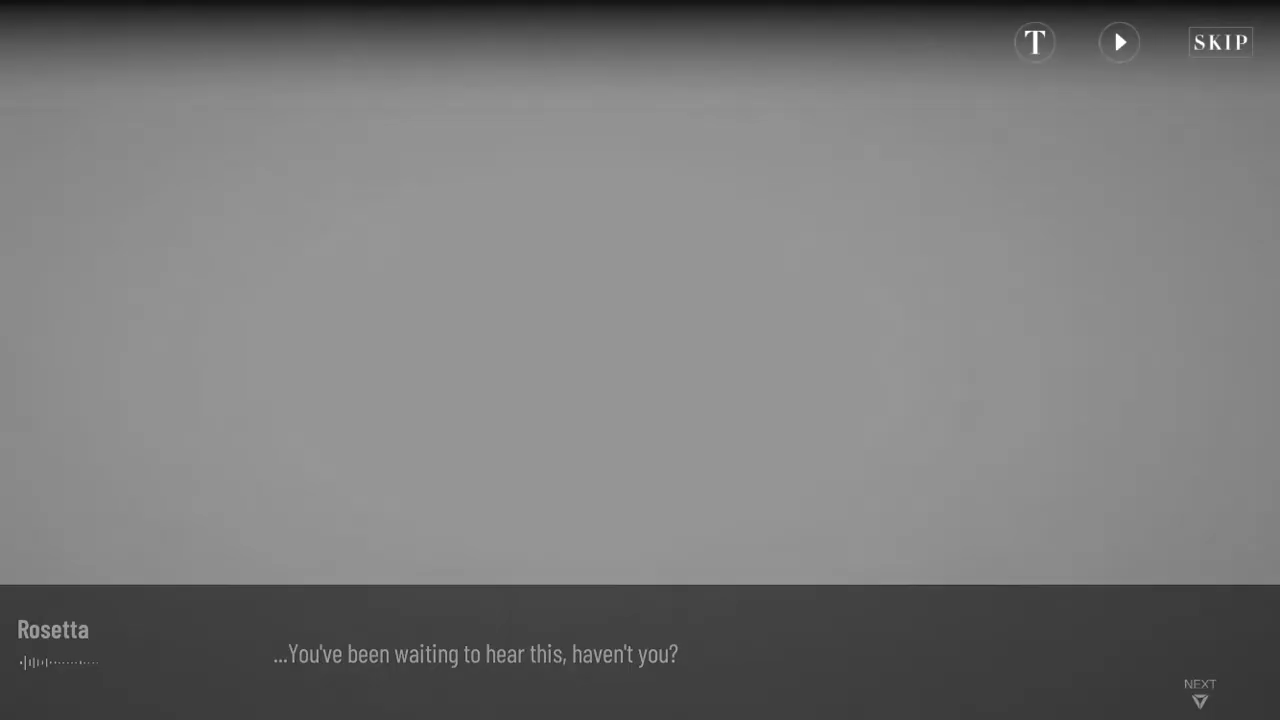 T
SKIP
Rosetta
...You've been waiting to hear this, haven't you?
NEXT